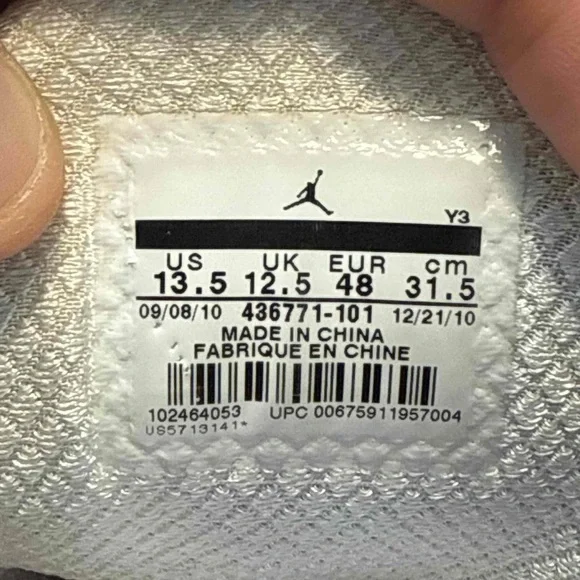 Y3
US UK EUR cm
13.5 12.5 48 31.5
09/08/10 436771-101 12/21/10
MADE IN CHINA
FABRIQUE EN CHINE
102464053 UPC 00675911957004
US5713141*